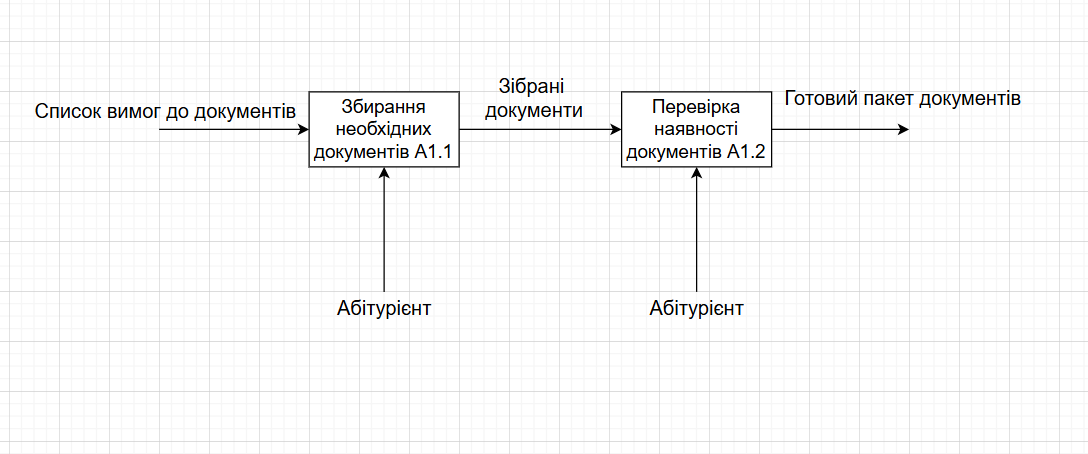 Список вимог до документів
Збирання
необхідних
документів А1.1
Зібрані
документи
Перевірка
наявності
документів А1.2
Готовий пакет документів
Абітурієнт
Абітурієнт